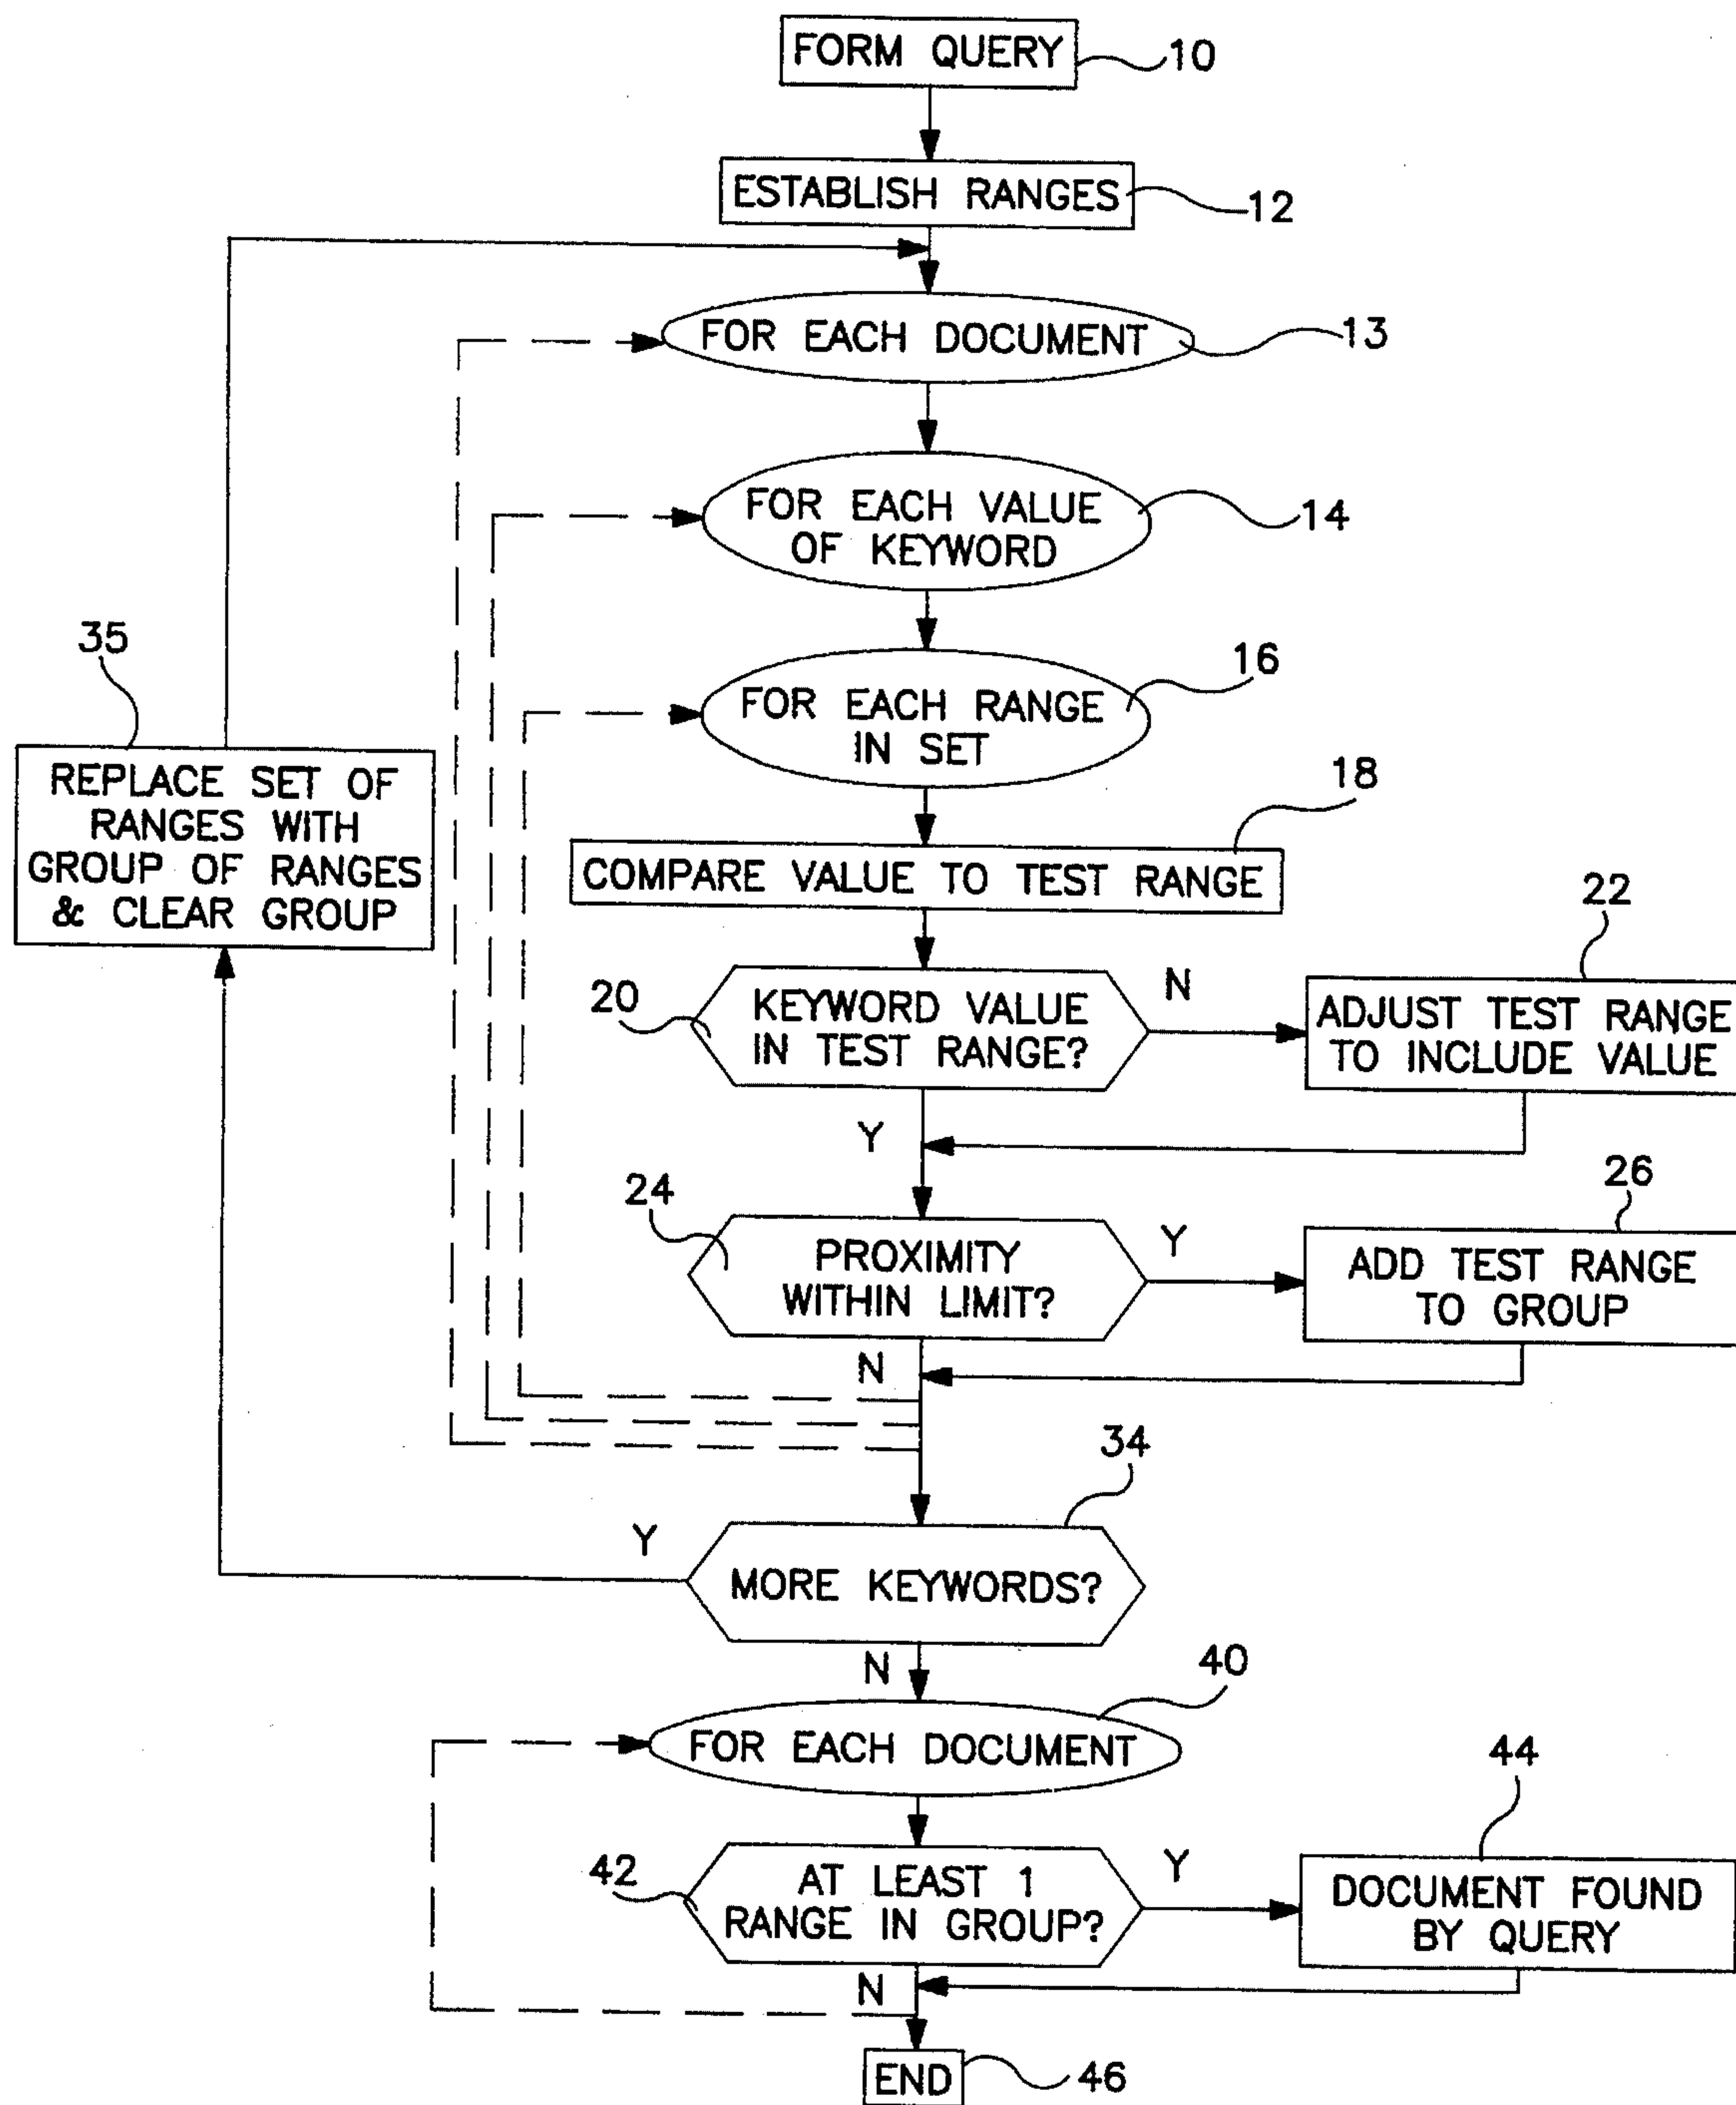 FORM QUERY
10
ESTABLISH RANGES
12
FOR EACH DOCUMENT
13
FOR EACH VALUE
OF KEYWORD
14
FOR EACH RANGE
IN SET
16
35
REPLACE SET OF
RANGES WITH
GROUP OF RANGES
& CLEAR GROUP
18
COMPARE VALUE TO TEST RANGE
20
KEYWORD VALUE
IN TEST RANGE?
N
22
ADJUST TEST RANGE
TO INCLUDE VALUE
Y
24
PROXIMITY
WITHIN LIMIT?
Y
26
ADD TEST RANGE
TO GROUP
N
34
Y
MORE KEYWORDS?
N
40
FOR EACH DOCUMENT
42
AT LEAST 1
RANGE IN GROUP?
Y
44
DOCUMENT FOUND
BY QUERY
N
END
46